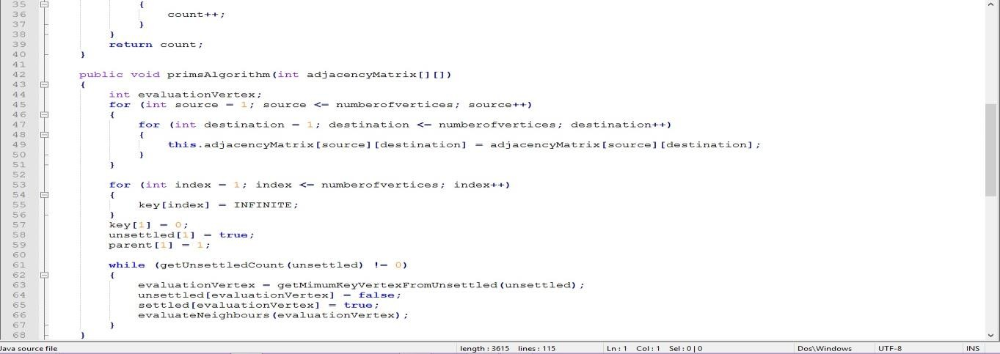 35 {
36 count++;
37 }
38 }
39 return count;
40 }
41
42 public void primsAlgorithm(int adjacencyMatrix[][])
43 {
44 int evaluationVertex;
45 for (int source = 1; source <= numberofvertices; source++)
46 {
47 for (int destination = 1; destination <= numberofvertices; destination++)
48 {
49 this.adjacencyMatrix[source][destination] = adjacencyMatrix[source][destination];
50 }
51 }
52
53 for (int index = 1; index <= numberofvertices; index++)
54 {
55 key[index] = INFINITE;
56 }
57 key[1] = 0;
58 unsettled[1] = true;
59 parent[1] = 1;
60
61 while (getUnsettledCount(unsettled) != 0)
62 {
63 evaluationVertex = getMimumKeyVertexFromUnsettled(unsettled);
64 unsettled[evaluationVertex] = false;
65 settled[evaluationVertex] = true;
66 evaluateNeighbours(evaluationVertex);
67 }
68 }
Java source file length : 3615 lines : 115 Ln : 1 Col : 1 Sel : 0 | 0 Dos\Windows UTF-8 INS